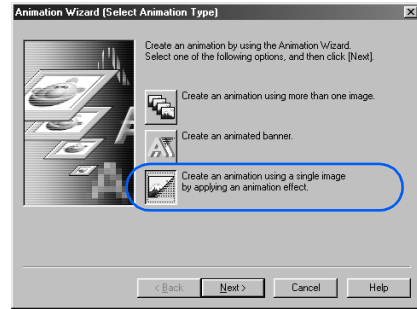 Animation Wizard (Select Animation Type)
Create an animation by using the Animation Wizard.
Select one of the following options, and then click [Next].
Create an animation using more than one image.
Create an animated banner.
Create an animation using a single image
by applying an animation effect.
< Back
Next >
Cancel
Help